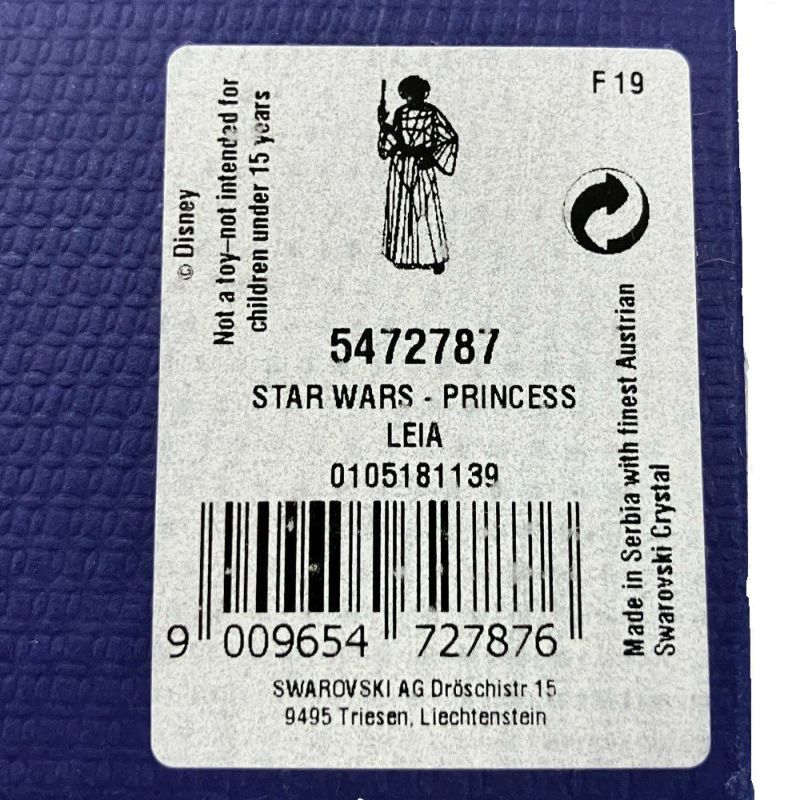 F 19
© Disney
Not a toy–not intended for
children under 15 years
5472787
STAR WARS - PRINCESS
LEIA
0105181139
9 009654 727876
SWAROVSKI AG Dröschistr 15
9495 Triesen, Liechtenstein
Made in Serbia with finest Austrian
Swarovski Crystal